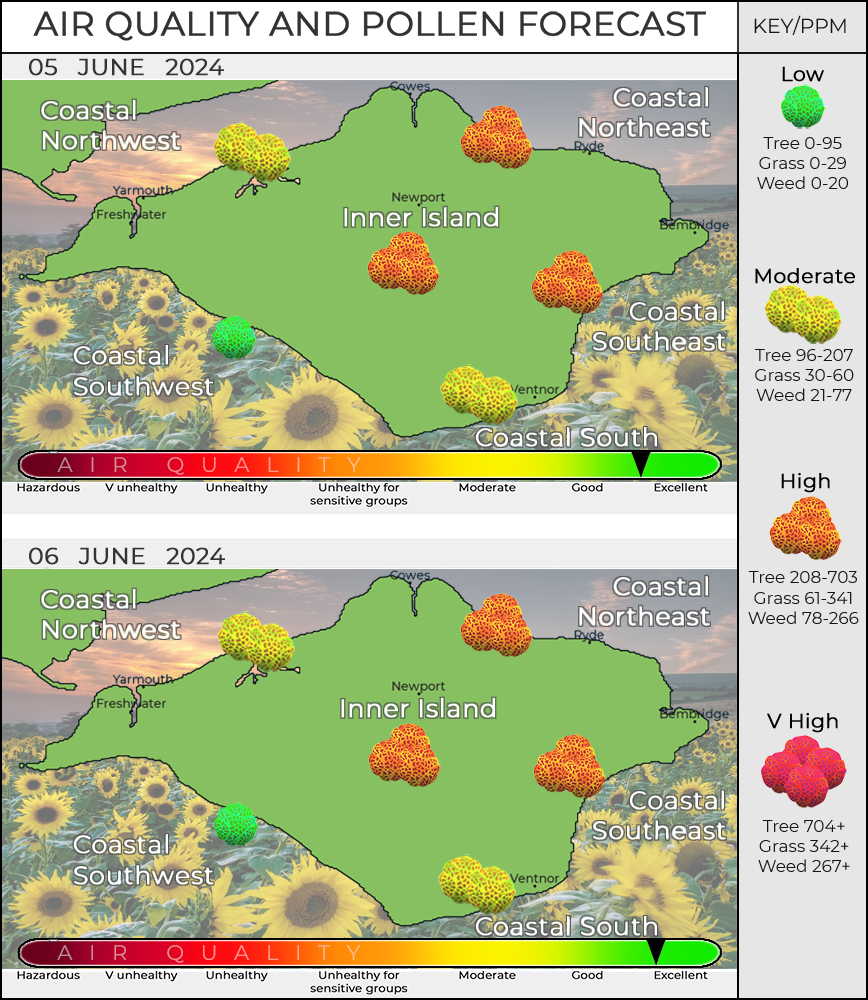 AIR QUALITY AND POLLEN FORECAST
KEY/PPM
05 JUNE 2024
Coastal
Northwest
Cowes
Coastal
Northeast
Ryde
Yarmouth
Freshwater
Newport
Inner Island
Bembridge
Coastal
Southeast
Coastal
Southwest
Ventnor
Coastal South
AIR QUALITY
Hazardous
V unhealthy
Unhealthy
Unhealthy for
sensitive groups
Moderate
Good
Excellent
06 JUNE 2024
Coastal
Northwest
Cowes
Coastal
Northeast
Ryde
Yarmouth
Freshwater
Newport
Inner Island
Bembridge
Coastal
Southeast
Coastal
Southwest
Ventnor
Coastal South
AIR QUALITY
Hazardous
V unhealthy
Unhealthy
Unhealthy for
sensitive groups
Moderate
Good
Excellent
Low
Tree 0-95
Grass 0-29
Weed 0-20
Moderate
Tree 96-207
Grass 30-60
Weed 21-77
High
Tree 208-703
Grass 61-341
Weed 78-266
V High
Tree 704+
Grass 342+
Weed 267+